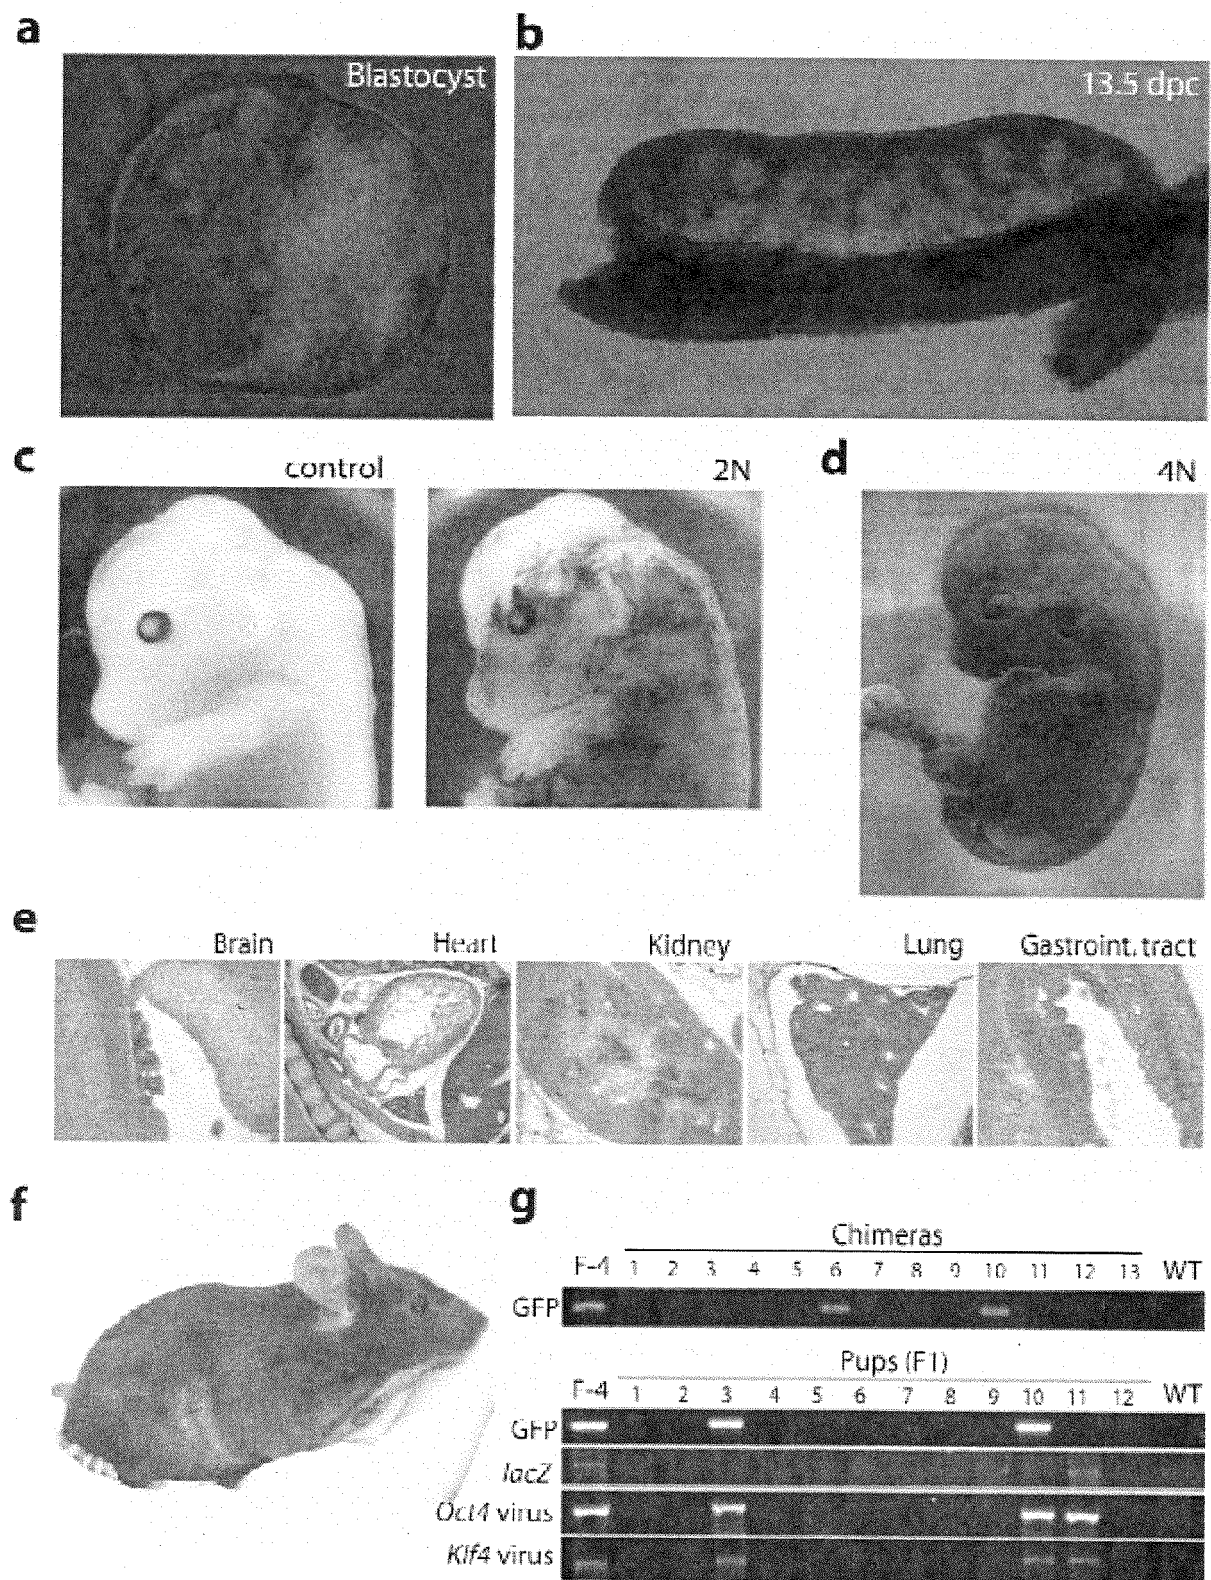 a
Blastocyst
b
13.5 dpc
c
control
2N
d
4N
e
Brain
Heart
Kidney
Lung
Gastroint. tract
f
g
Chimeras
F-4 1 2 3 4 5 6 7 8 9 10 11 12 13 WT
GFP
Pups (F1)
F-4 1 2 3 4 5 6 7 8 9 10 11 12 WT
GFP
lacZ
Oct4 virus
Klf4 virus